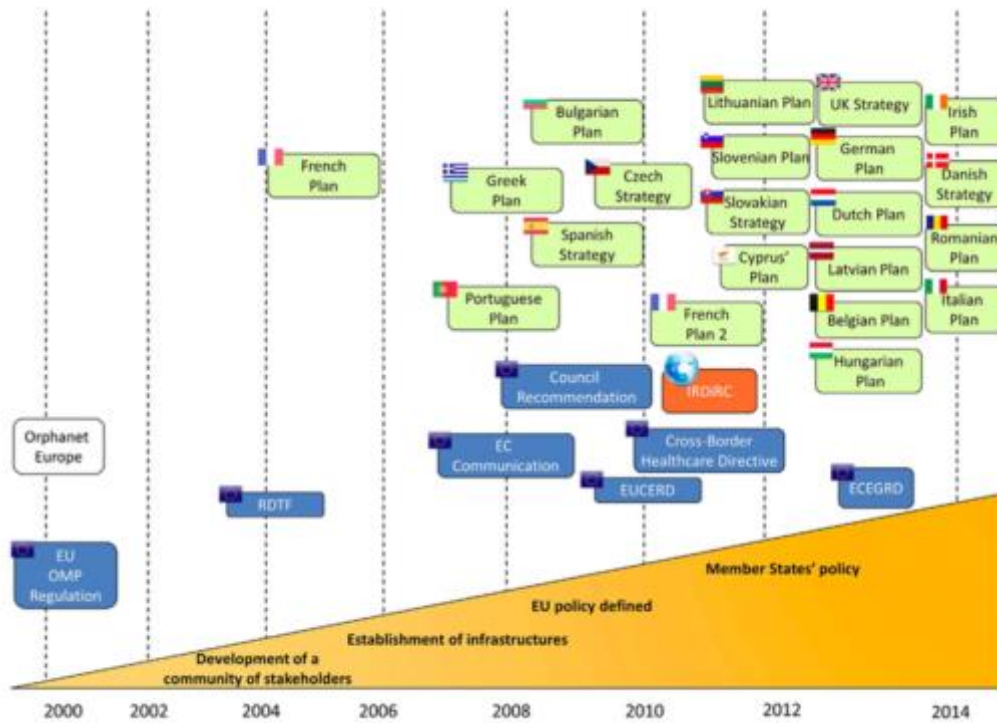 Lithuanian Plan
UK Strategy
Irish
Plan
Bulgarian
Plan
French
Plan
Slovenian Plan
German
Plan
Danish
Strategy
Greek
Plan
Czech
Strategy
Slovakian
Strategy
Dutch Plan
Romanian
Plan
Spanish
Strategy
Cyprus’
Plan
Latvian Plan
Italian
Plan
Portuguese
Plan
French
Plan 2
Belgian Plan
Hungarian
Plan
Council
Recommendation
IRDiRC
Orphanet
Europe
EC
Communication
Cross-Border
Healthcare Directive
RDTF
EUCERD
ECEGRD
EU
OMP
Regulation
Member States’ policy
EU policy defined
Establishment of infrastructures
Development of a
community of stakeholders
2000 2002 2004 2006 2008 2010 2012 2014